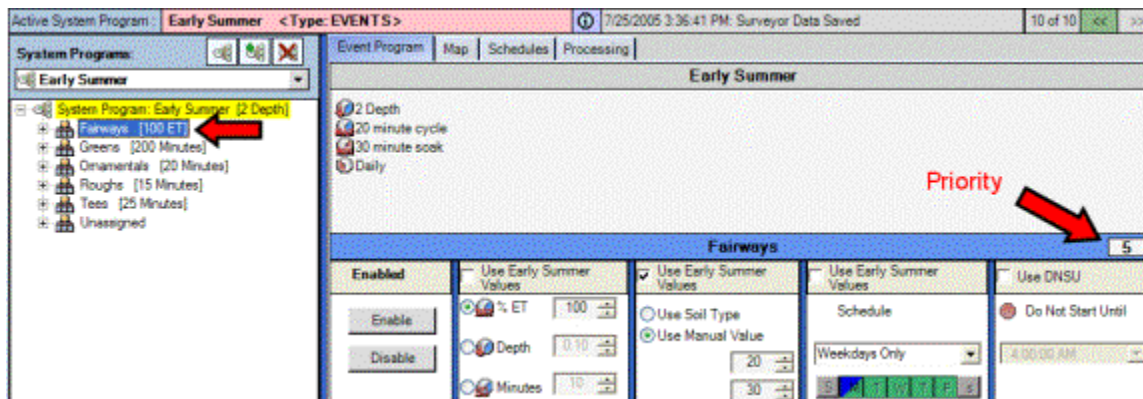 Active System Program: Early Summer <Type: EVENTS> 7/25/2005 3:36:41 PM: Surveyor Data Saved 10 of 10 << >>
System Programs:
Early Summer
System Program: Early Summer [2 Depth]
Fairways [100 ET]
Greens [200 Minutes]
Ornamentals [20 Minutes]
Roughs [15 Minutes]
Tees [25 Minutes]
Unassigned
Event Program Map Schedules Processing
Early Summer
2 Depth
20 minute cycle
30 minute soak
Daily
Priority
Fairways 5
Enabled
Enable
Disable
Use Early Summer
Values
% ET 100
Depth 0.10
Minutes 10
Use Early Summer
Values
Use Soil Type
Use Manual Value
20
30
Use Early Summer
Values
Schedule
Weekdays Only
S M T W T F S
Use DNSU
Do Not Start Until
4:00:00 AM